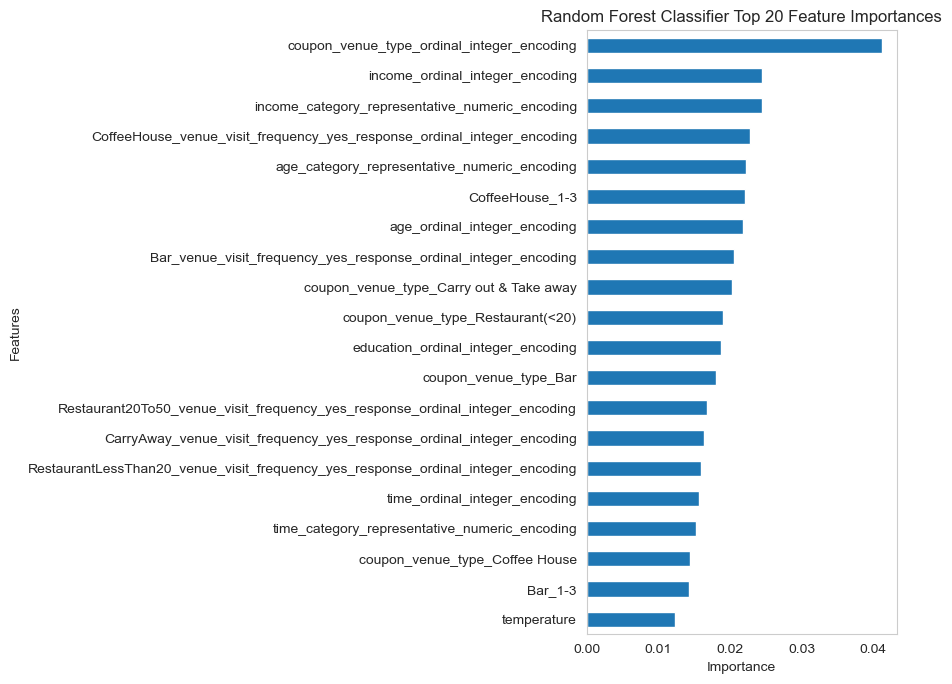 Random Forest Classifier Top 20 Feature Importances
Features
coupon_venue_type_ordinal_integer_encoding
income_ordinal_integer_encoding
income_category_representative_numeric_encoding
CoffeeHouse_venue_visit_frequency_yes_response_ordinal_integer_encoding
age_category_representative_numeric_encoding
CoffeeHouse_1-3
age_ordinal_integer_encoding
Bar_venue_visit_frequency_yes_response_ordinal_integer_encoding
coupon_venue_type_Carry out & Take away
coupon_venue_type_Restaurant(<20)
education_ordinal_integer_encoding
coupon_venue_type_Bar
Restaurant20To50_venue_visit_frequency_yes_response_ordinal_integer_encoding
CarryAway_venue_visit_frequency_yes_response_ordinal_integer_encoding
RestaurantLessThan20_venue_visit_frequency_yes_response_ordinal_integer_encoding
time_ordinal_integer_encoding
time_category_representative_numeric_encoding
coupon_venue_type_Coffee House
Bar_1-3
temperature
0.00 0.01 0.02 0.03 0.04
Importance